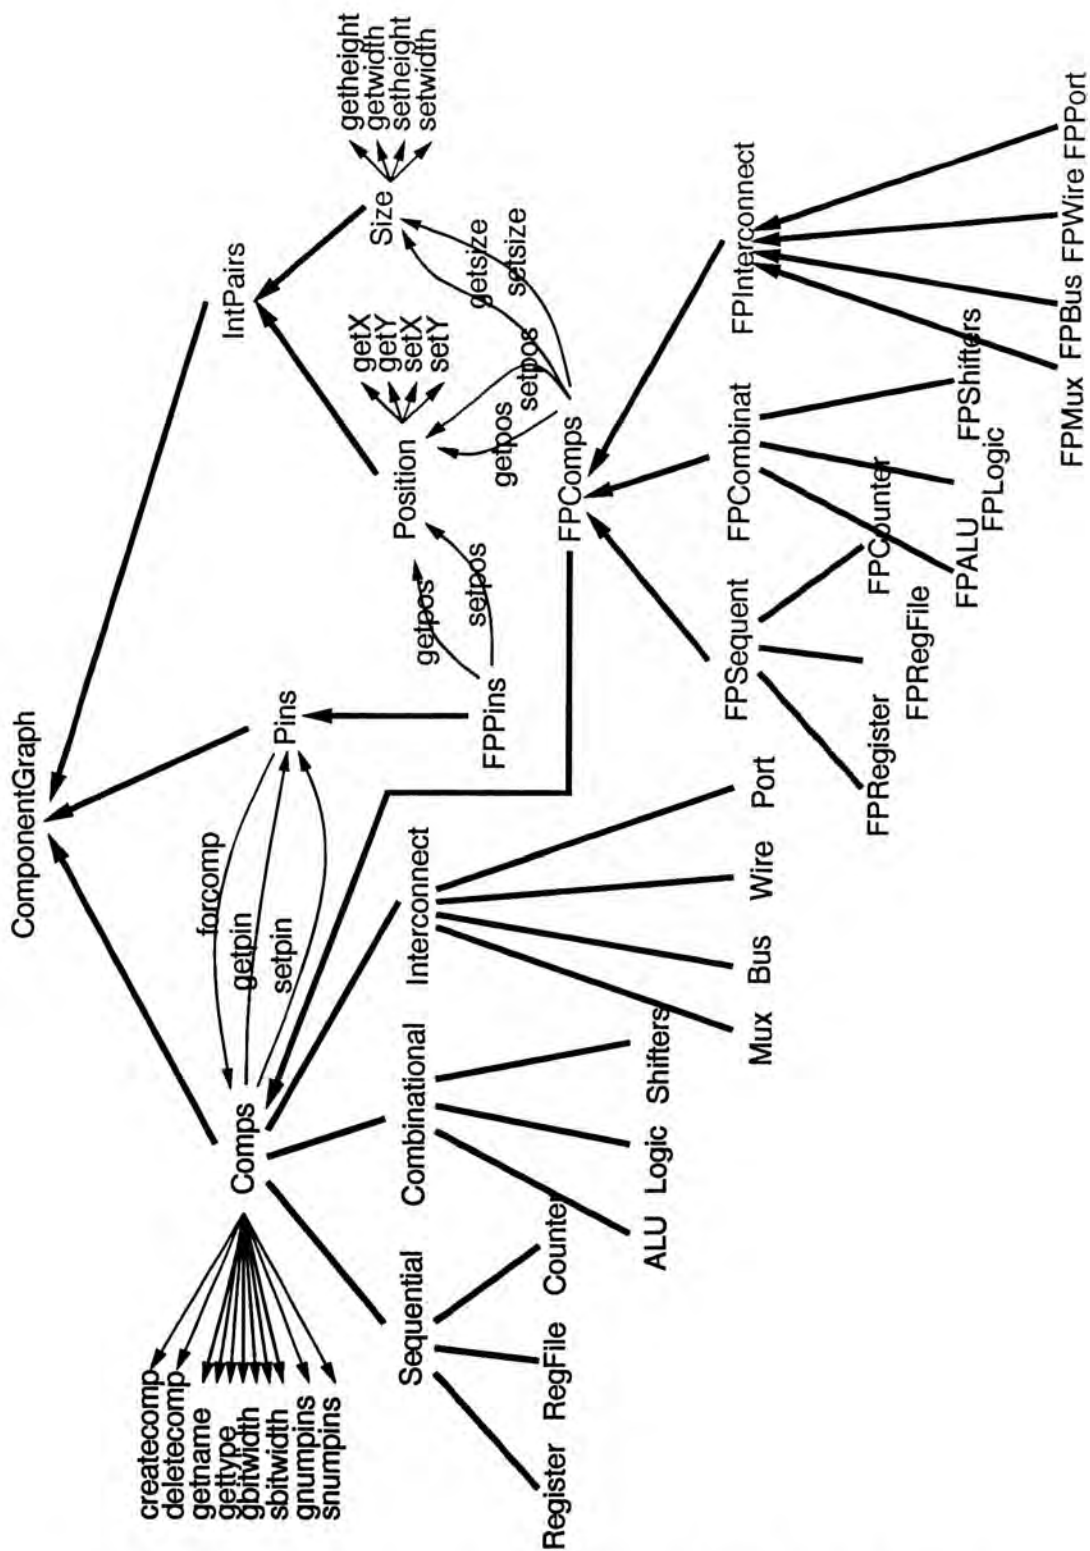 ComponentGraph
createcomp
deletecomp
getname
gettype
gbitwidth
sbitwidth
gnumpins
snumpins
Comps
forcomp
getpin
setpin
Pins
IntPairs
getX
getY
setX
setY
getheight
getwidth
setheight
setwidth
Position
Size
getpos
setpos
getpos
setpos
getsize
setsize
FPPins
FPComps
Sequential
Combinational
Interconnect
Register
RegFile
Counter
ALU
Logic
Shifters
Mux
Bus
Wire
Port
FPSequent
FPCombinat
FPInterconnect
FPRegister
FPRegFile
FPCounter
FPALU
FPLogic
FPShifters
FPMux
FPBus
FPWire
FPPort